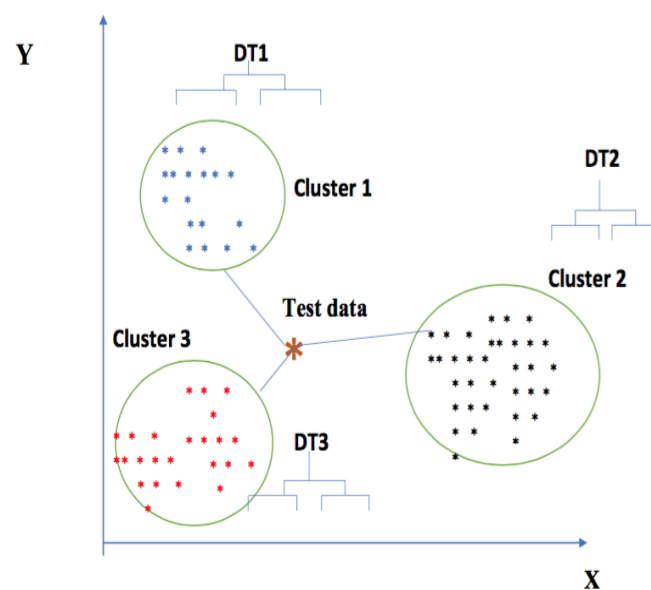 Y
DT1
DT2
Cluster 1
Cluster 2
Test data
Cluster 3
DT3
X